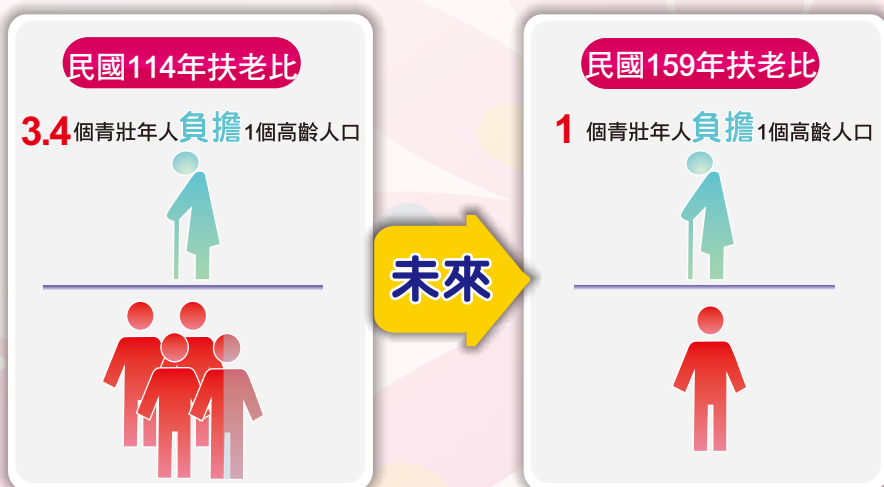 民國114年扶老比
3.4個青壯年人負擔1個高齡人口
未來
民國159年扶老比
1 個青壯年人負擔1個高齡人口